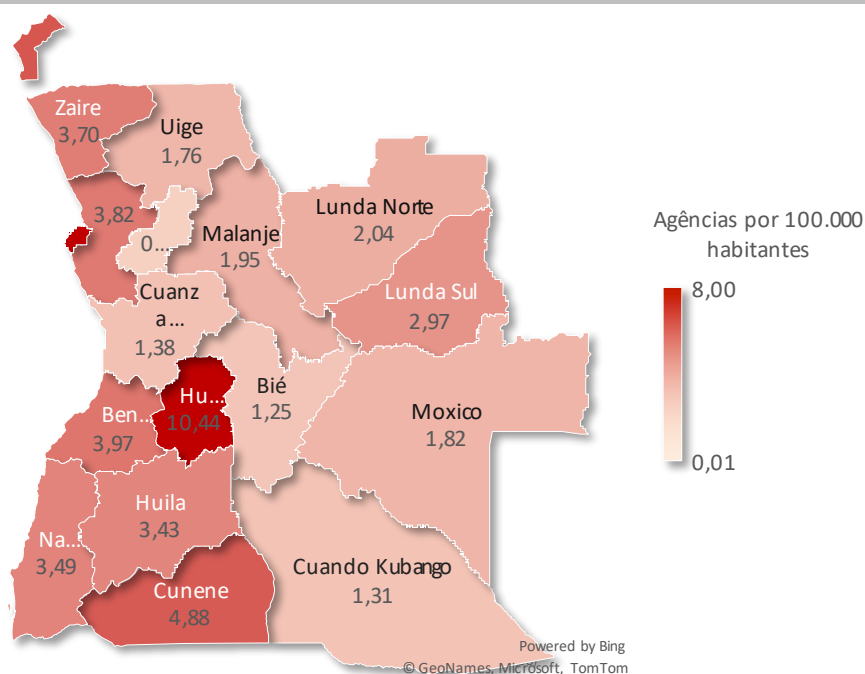 Zaire
3,70
Uige
1,76
3,82
0...
Malanje
1,95
Lunda Norte
2,04
Lunda Sul
2,97
Cuanz
a...
1,38
Hu...
10,44
Bié
1,25
Ben...
3,97
Moxico
1,82
Huila
3,43
Na...
3,49
Cunene
4,88
Cuando Kubango
1,31
Agências por 100.000
habitantes
8,00
0,01
Powered by Bing
© GeoNames, Microsoft, TomTom